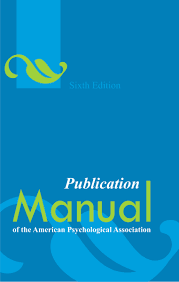 Sixth Edition
Publication
Manual
of the American Psychological Association